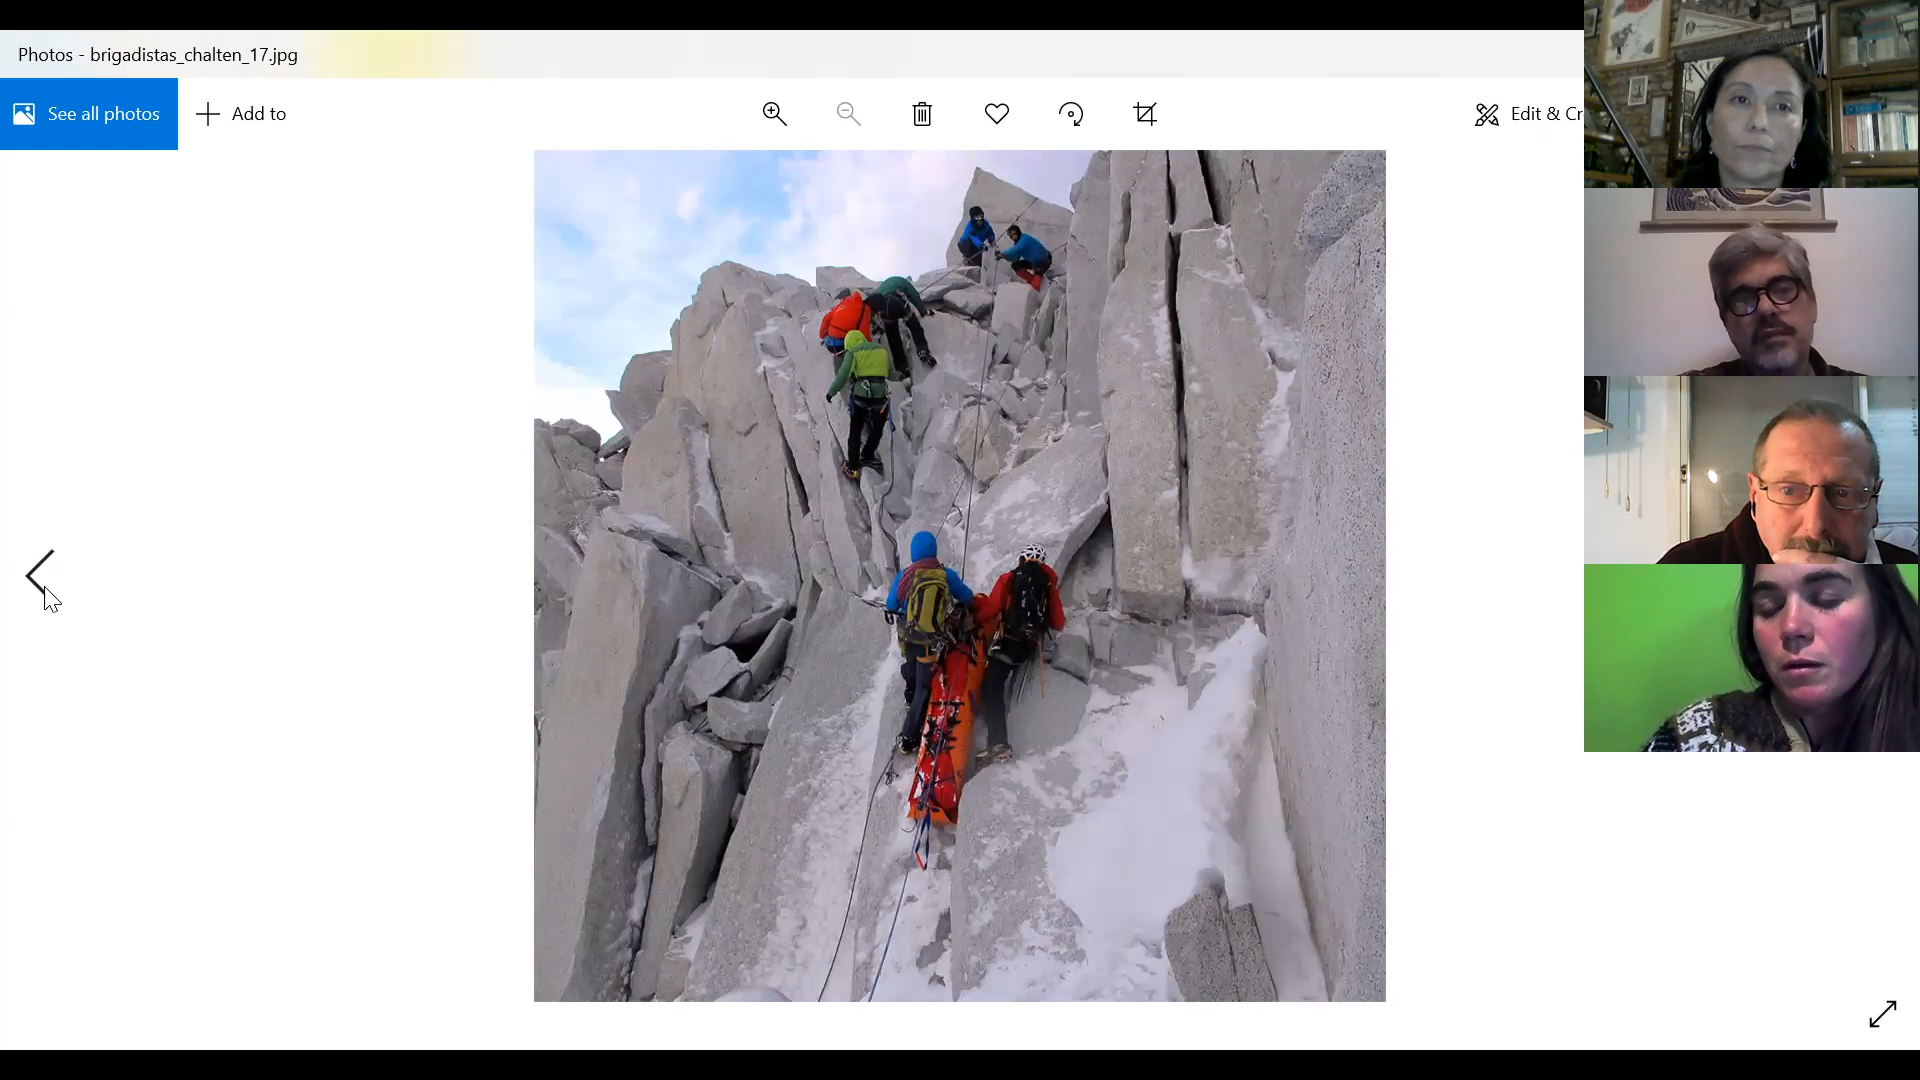 Photos - brigadistas_chalten_17.jpg
See all photos
Add to
Edit & Cr